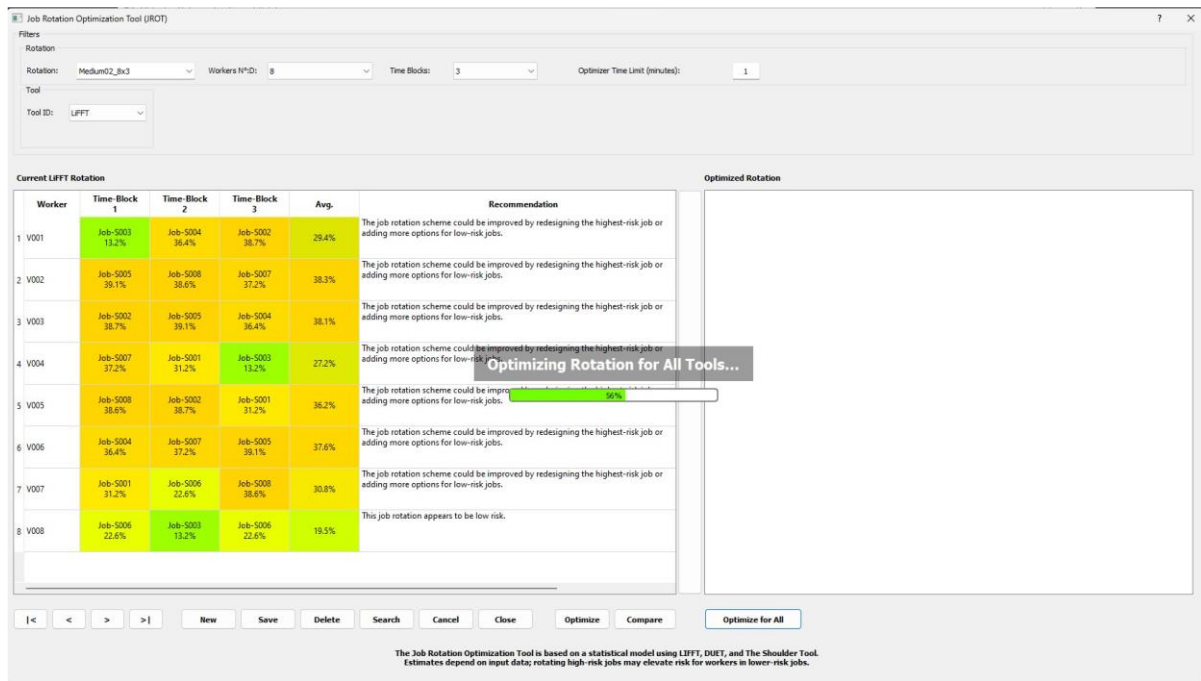 Job Rotation Optimization Tool (JROT)
? ×
Filters
Rotation
Rotation: Medium02_8x3 Workers N°:D: 8 Time Blocks: 3 Optimizer Time Limit (minutes): 1
Tool
Tool ID: LiFFT
Current LiFFT Rotation Optimized Rotation
Worker Time-Block 1 Time-Block 2 Time-Block 3 Avg. Recommendation
1 V001 Job-S003 13.2% Job-S004 36.4% Job-S002 38.7% 29.4% The job rotation scheme could be improved by redesigning the highest-risk job or
adding more options for low-risk jobs.
2 V002 Job-S005 39.1% Job-S008 38.6% Job-S007 37.2% 38.3% The job rotation scheme could be improved by redesigning the highest-risk job or
adding more options for low-risk jobs.
3 V003 Job-S002 38.7% Job-S005 39.1% Job-S004 36.4% 38.1% The job rotation scheme could be improved by redesigning the highest-risk job or
adding more options for low-risk jobs.
4 V004 Job-S007 37.2% Job-S001 31.2% Job-S003 13.2% 27.2% The job rotation scheme could be improved by redesigning the highest-risk job or
adding more options for low-risk
Optimizing Rotation for All Tools...
56%
5 V005 Job-S008 38.6% Job-S002 38.7% Job-S001 31.2% 36.2% The job rotation scheme could be
adding more options for low-risk jobs.
6 V006 Job-S004 36.4% Job-S007 37.2% Job-S005 39.1% 37.6% The job rotation scheme could be improved by redesigning the highest-risk job or
adding more options for low-risk jobs.
7 V007 Job-S001 31.2% Job-S006 22.6% Job-S008 38.6% 30.8% The job rotation scheme could be improved by redesigning the highest-risk job or
adding more options for low-risk jobs.
8 V008 Job-S006 22.6% Job-S003 13.2% Job-S006 22.6% 19.5% This job rotation appears to be low risk.
|< < > >| New Save Delete Search Cancel Close Optimize Compare Optimize for All
The Job Rotation Optimization Tool is based on a statistical model using LIFFT, DUET, and The Shoulder Tool.
Estimates depend on input data; rotating high-risk jobs may elevate risk for workers in lower-risk jobs.